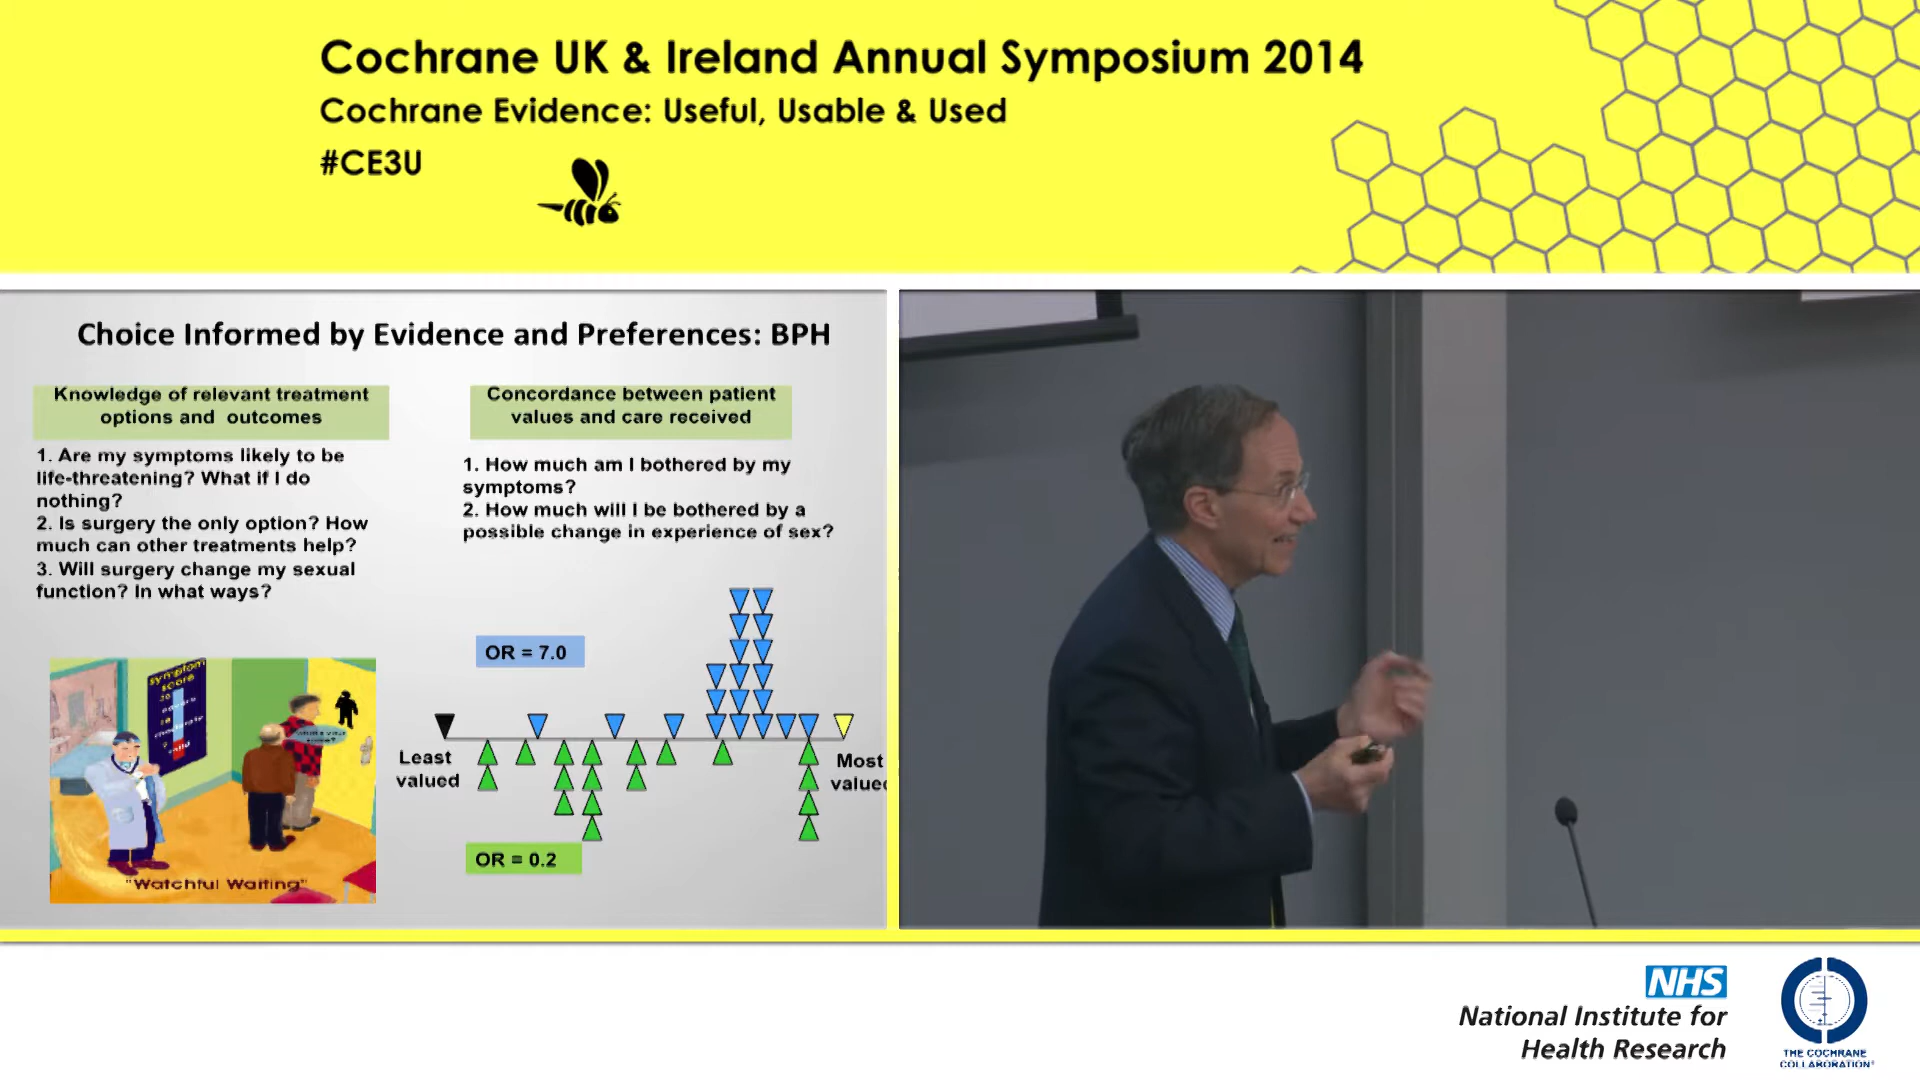 Cochrane UK & Ireland Annual Symposium 2014
Cochrane Evidence: Useful, Usable & Used
#CE3U
Choice Informed by Evidence and Preferences: BPH
Knowledge of relevant treatment
options and outcomes
1. Are my symptoms likely to be
life-threatening? What if I do
nothing?
2. Is surgery the only option? How
much can other treatments help?
3. Will surgery change my sexual
function? In what ways?
Concordance between patient
values and care received
1. How much am I bothered by my
symptoms?
2. How much will I be bothered by a
possible change in experience of sex?
OR = 7.0
Least
valued
Most
valued
OR = 0.2
symptom
score
"Watchful Waiting"
NHS
National Institute for
Health Research
THE COCHRANE
COLLABORATION®